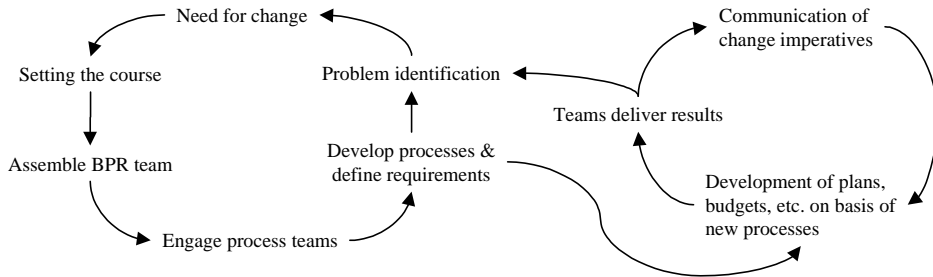 Need for change
Setting the course
Assemble BPR team
Engage process teams
Develop processes &
define requirements
Problem identification
Teams deliver results
Communication of
change imperatives
Development of plans,
budgets, etc. on basis of
new processes